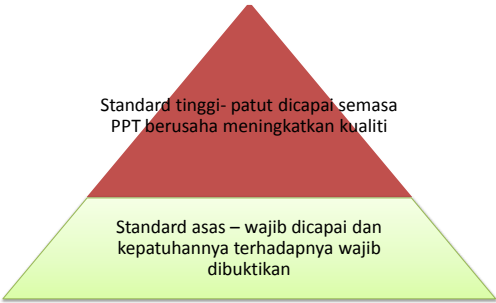 Standard tinggi- patut dicapai semasa
PPT berusaha meningkatkan kualiti
Standard asas – wajib dicapai dan
kepatuhannya terhadapnya wajib
dibuktikan